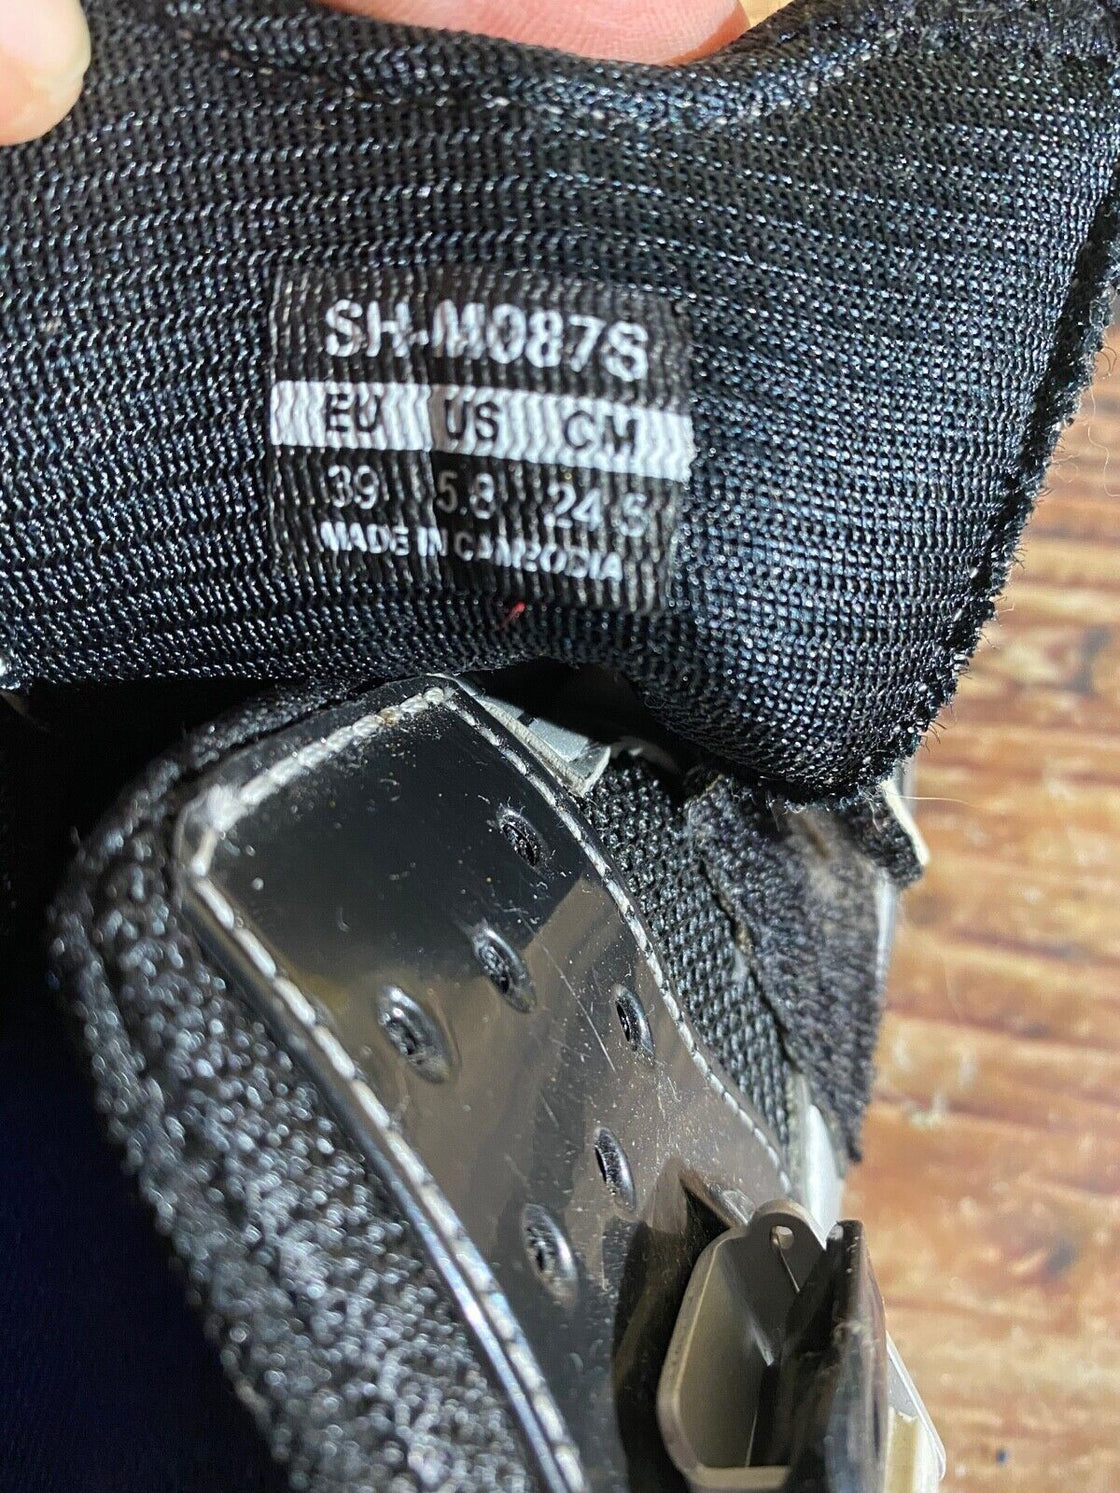 SH-M087S
EU US CM
39 5.8 24.5
MADE IN CAMBODIA